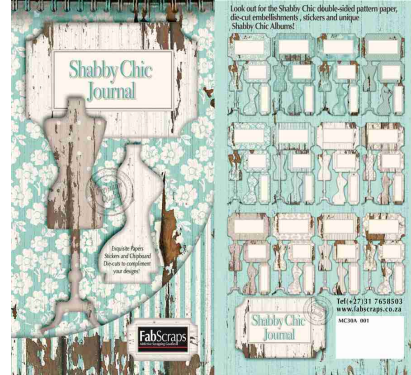 Shabby Chic
Journal
Exquisite Papers
Stickers and Chipboard
Die-cuts to compliment
your designs!
FabScraps
Look out for the Shabby Chic double-sided pattern paper,
die-cut embellishments , stickers and unique
Shabby Chic Albums!
Shabby Chic
Journal
Tel(+27)31 7658503
www.fabscraps.co.za
MC30A 001